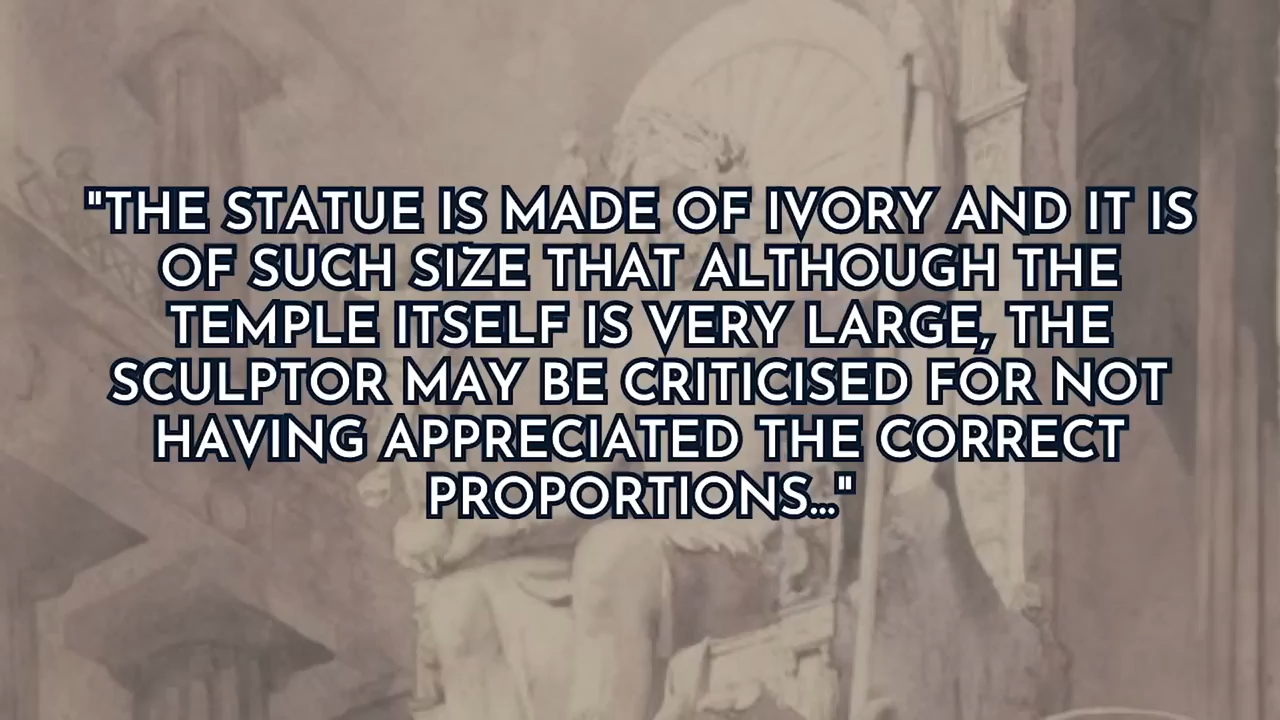 "THE STATUE IS MADE OF IVORY AND IT IS
OF SUCH SIZE THAT ALTHOUGH THE
TEMPLE ITSELF IS VERY LARGE, THE
SCULPTOR MAY BE CRITICISED FOR NOT
HAVING APPRECIATED THE CORRECT
PROPORTIONS..."